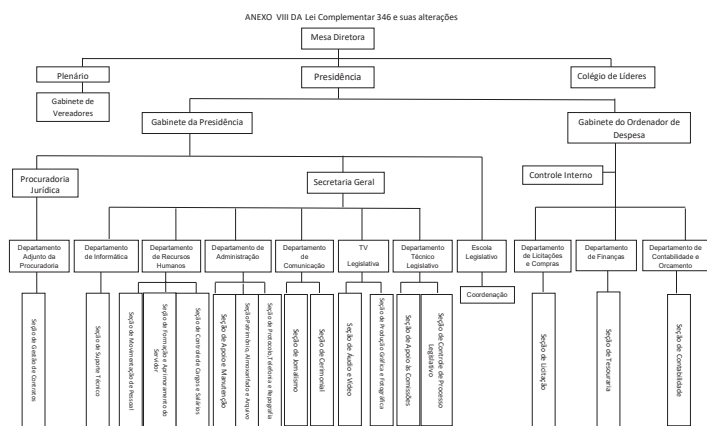 ANEXO VIII DA Lei Complementar 346 e suas alterações
Mesa Diretora
Plenário
Presidência
Colégio de Líderes
Gabinete de
Vereadores
Gabinete da Presidência
Gabinete do Ordenador de
Despesa
Procuradoria
Jurídica
Secretaria Geral
Controle Interno
Departamento
Adjunto da
Procuradoria
Departamento
de Informática
Departamento
de Recursos
Humanos
Departamento de
Administração
Departamento
de
Comunicação
TV
Legislativa
Departamento
Técnico
Legislativo
Escola
Legislativo
Departamento
de Licitações
e Compras
Departamento
de Finanças
Departamento de
Contabilidade e
Orcamento
Coordenação
Seção de Gestão de Contratos
Seção de Suporte Técnico
Seção de Movimentação de Pessoal
Seção de Formação e Aprimoramento do
Servidor
Seção de Controle de Cargos e Salários
Seção de Apoio e Manutenção
Seção Patrimônio, Almoxarifado e Arquivo
Seção de Protocolo, Telefonia e Reprografia
Seção de Jornalismo
Seção de Cerimonial
Seção de Áudio e Vídeo
Seção de Produção Gráfica e Fotográfica
Seção de Apoio às Comissões
Seção de Controle de Processo
Legislativo
Seção de Licitação
Seção de Tesouraria
Seção de Contabilidade